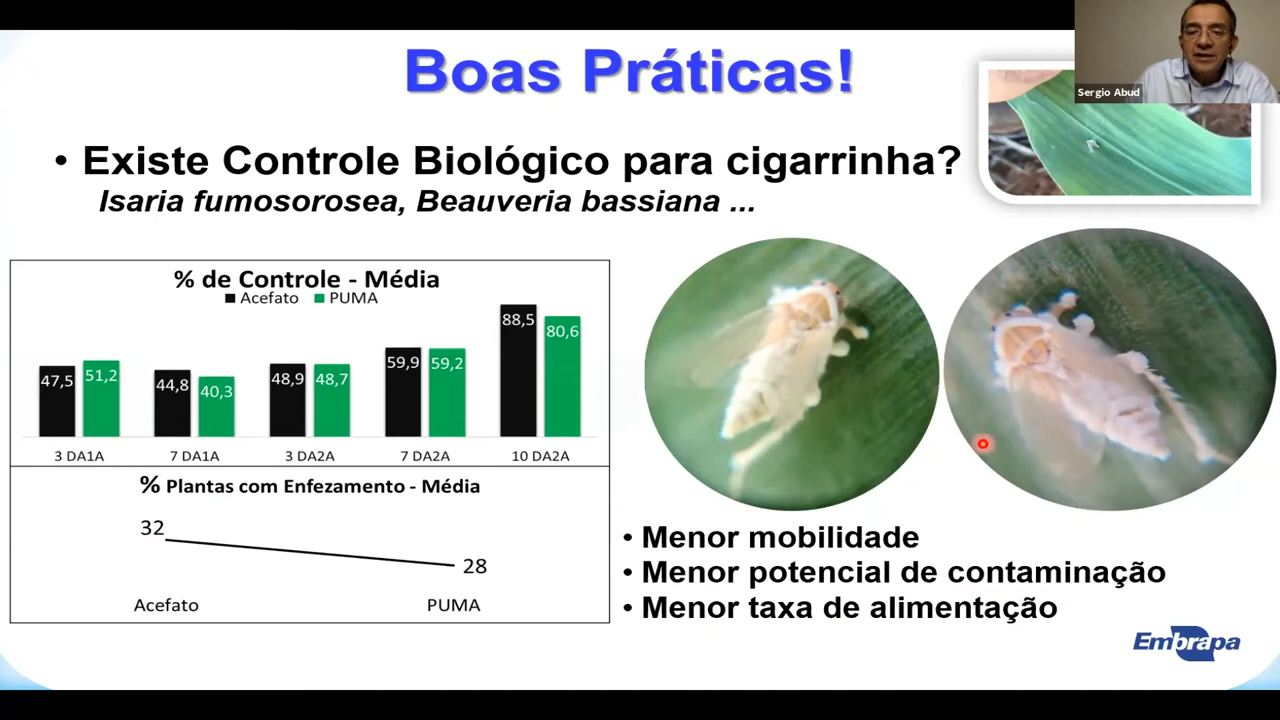 Boas Práticas!
Sergio Abud
• Existe Controle Biológico para cigarrinha?
Isaria fumosorosea, Beauveria bassiana ...
% de Controle - Média
Acefato PUMA
47,5 51,2 44,8 40,3 48,9 48,7 59,9 59,2 88,5 80,6
3 DA1A 7 DA1A 3 DA2A 7 DA2A 10 DA2A
% Plantas com Enfezamento - Média
32
28
Acefato PUMA
• Menor mobilidade
• Menor potencial de contaminação
• Menor taxa de alimentação
Embrapa